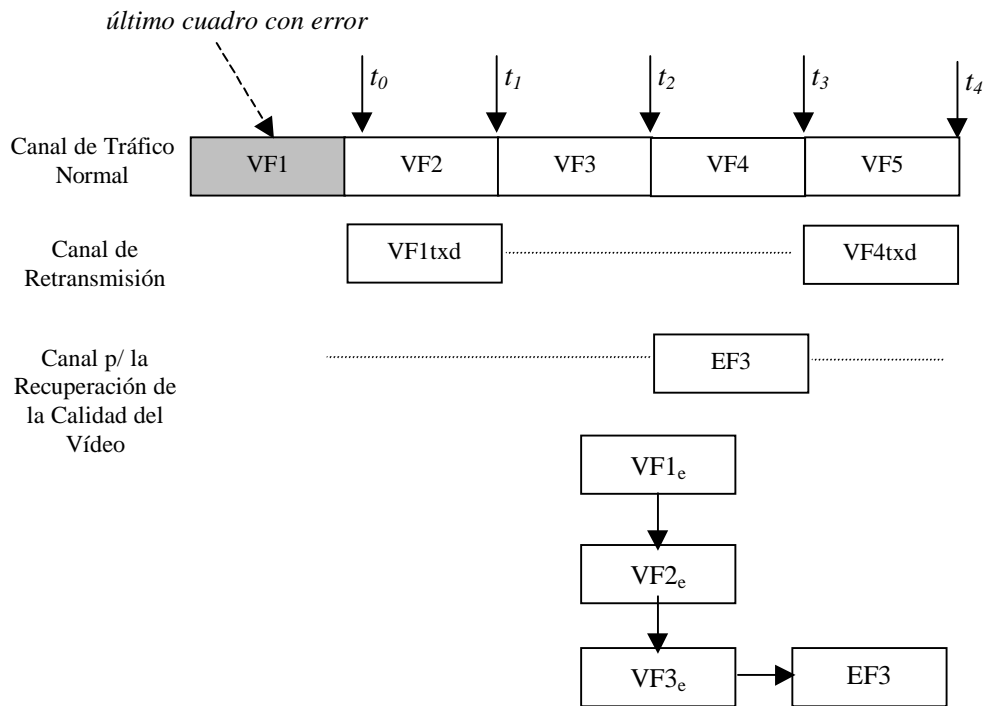 último cuadro con error
t0
t1
t2
t3
t4
Canal de Tráfico
Normal
VF1
VF2
VF3
VF4
VF5
Canal de
Retransmisión
VF1txd
VF4txd
Canal p/ la
Recuperación de
la Calidad del
Vídeo
EF3
VF1e
VF2e
VF3e
EF3